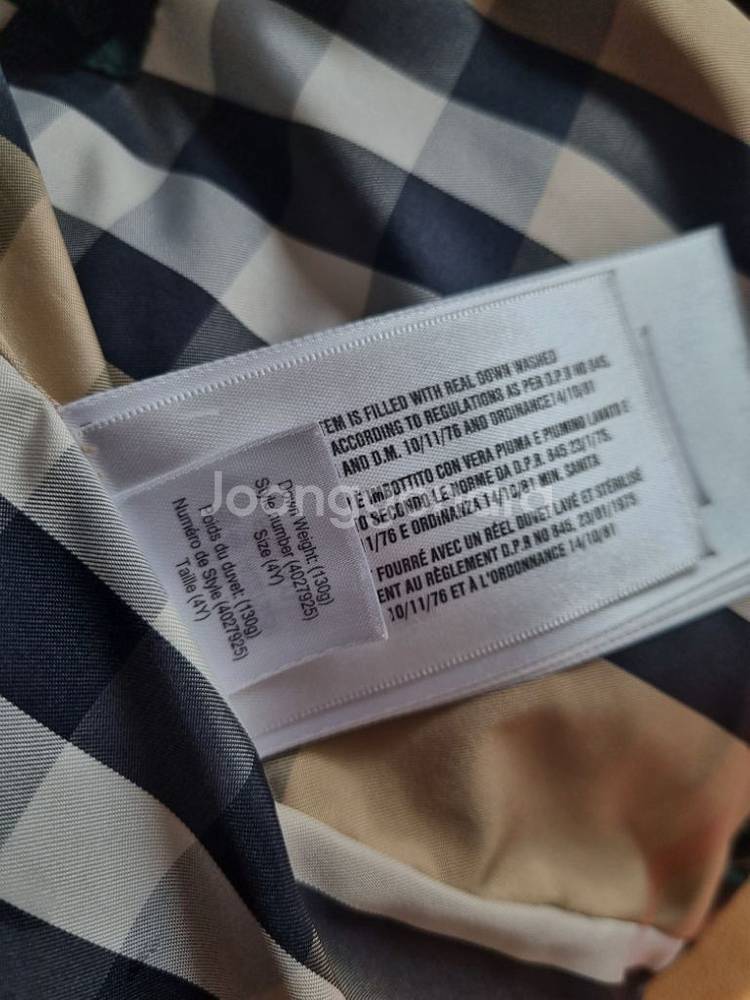 EM IS FILLED WITH REAL DOWN WASHED
ACCORDING TO REGULATIONS AS PER D.P.R NO 845,
AND D.M. 10/11/76 AND ORDINANCE14/10/81
E IMBOTTITO CON VERA PIUMA E PIUMINO LAVATO E
TO SECONDO LE NORME DA D.P.R. 845 23/1/75,
1/76 E ORDINANZA 14/10/81 MIN. SANITA
FOURRÉ AVEC UN RÉEL DUVET LAVÉ ET STÉRILISÉ
ENT AU RÈGLEMENT D.P.R NO 845, 23/01/1975
10/11/76 ET À L'ORDONNANCE 14/10/81
Down Weight: (130g)
Style number (4027925)
Size (4Y)
Poids du duvet: (130g)
Numéro de Style (4027925)
Taille (4Y)